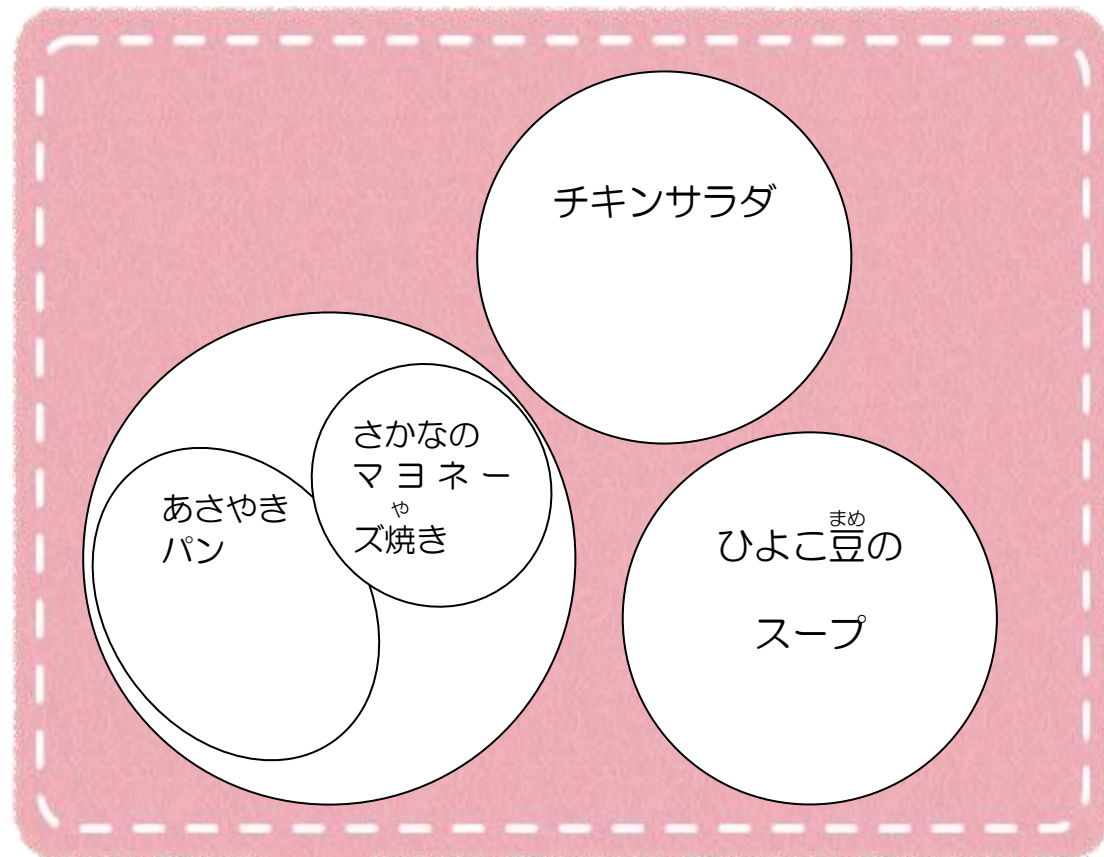 チキンサラダ
さかなの
マヨネー
ズ焼き
や
あさやき
パン
ひよこ豆の
まめ
スープ